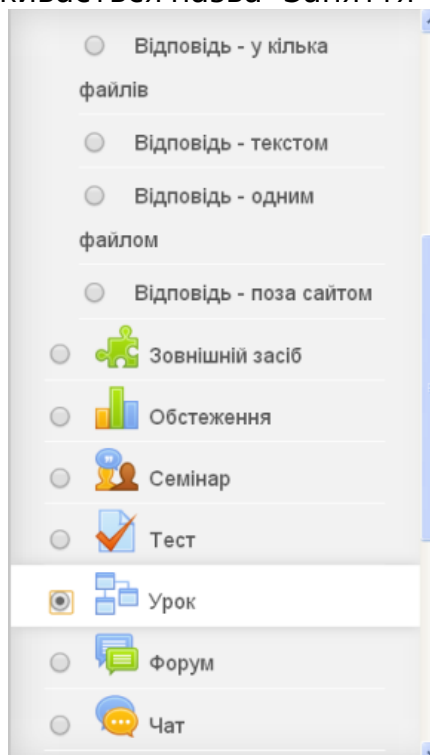 Відповідь - у кілька
файлів
Відповідь - текстом
Відповідь - одним
файлом
Відповідь - поза сайтом
Зовнішній засіб
Обстеження
Семінар
Тест
Урок
Форум
Чат